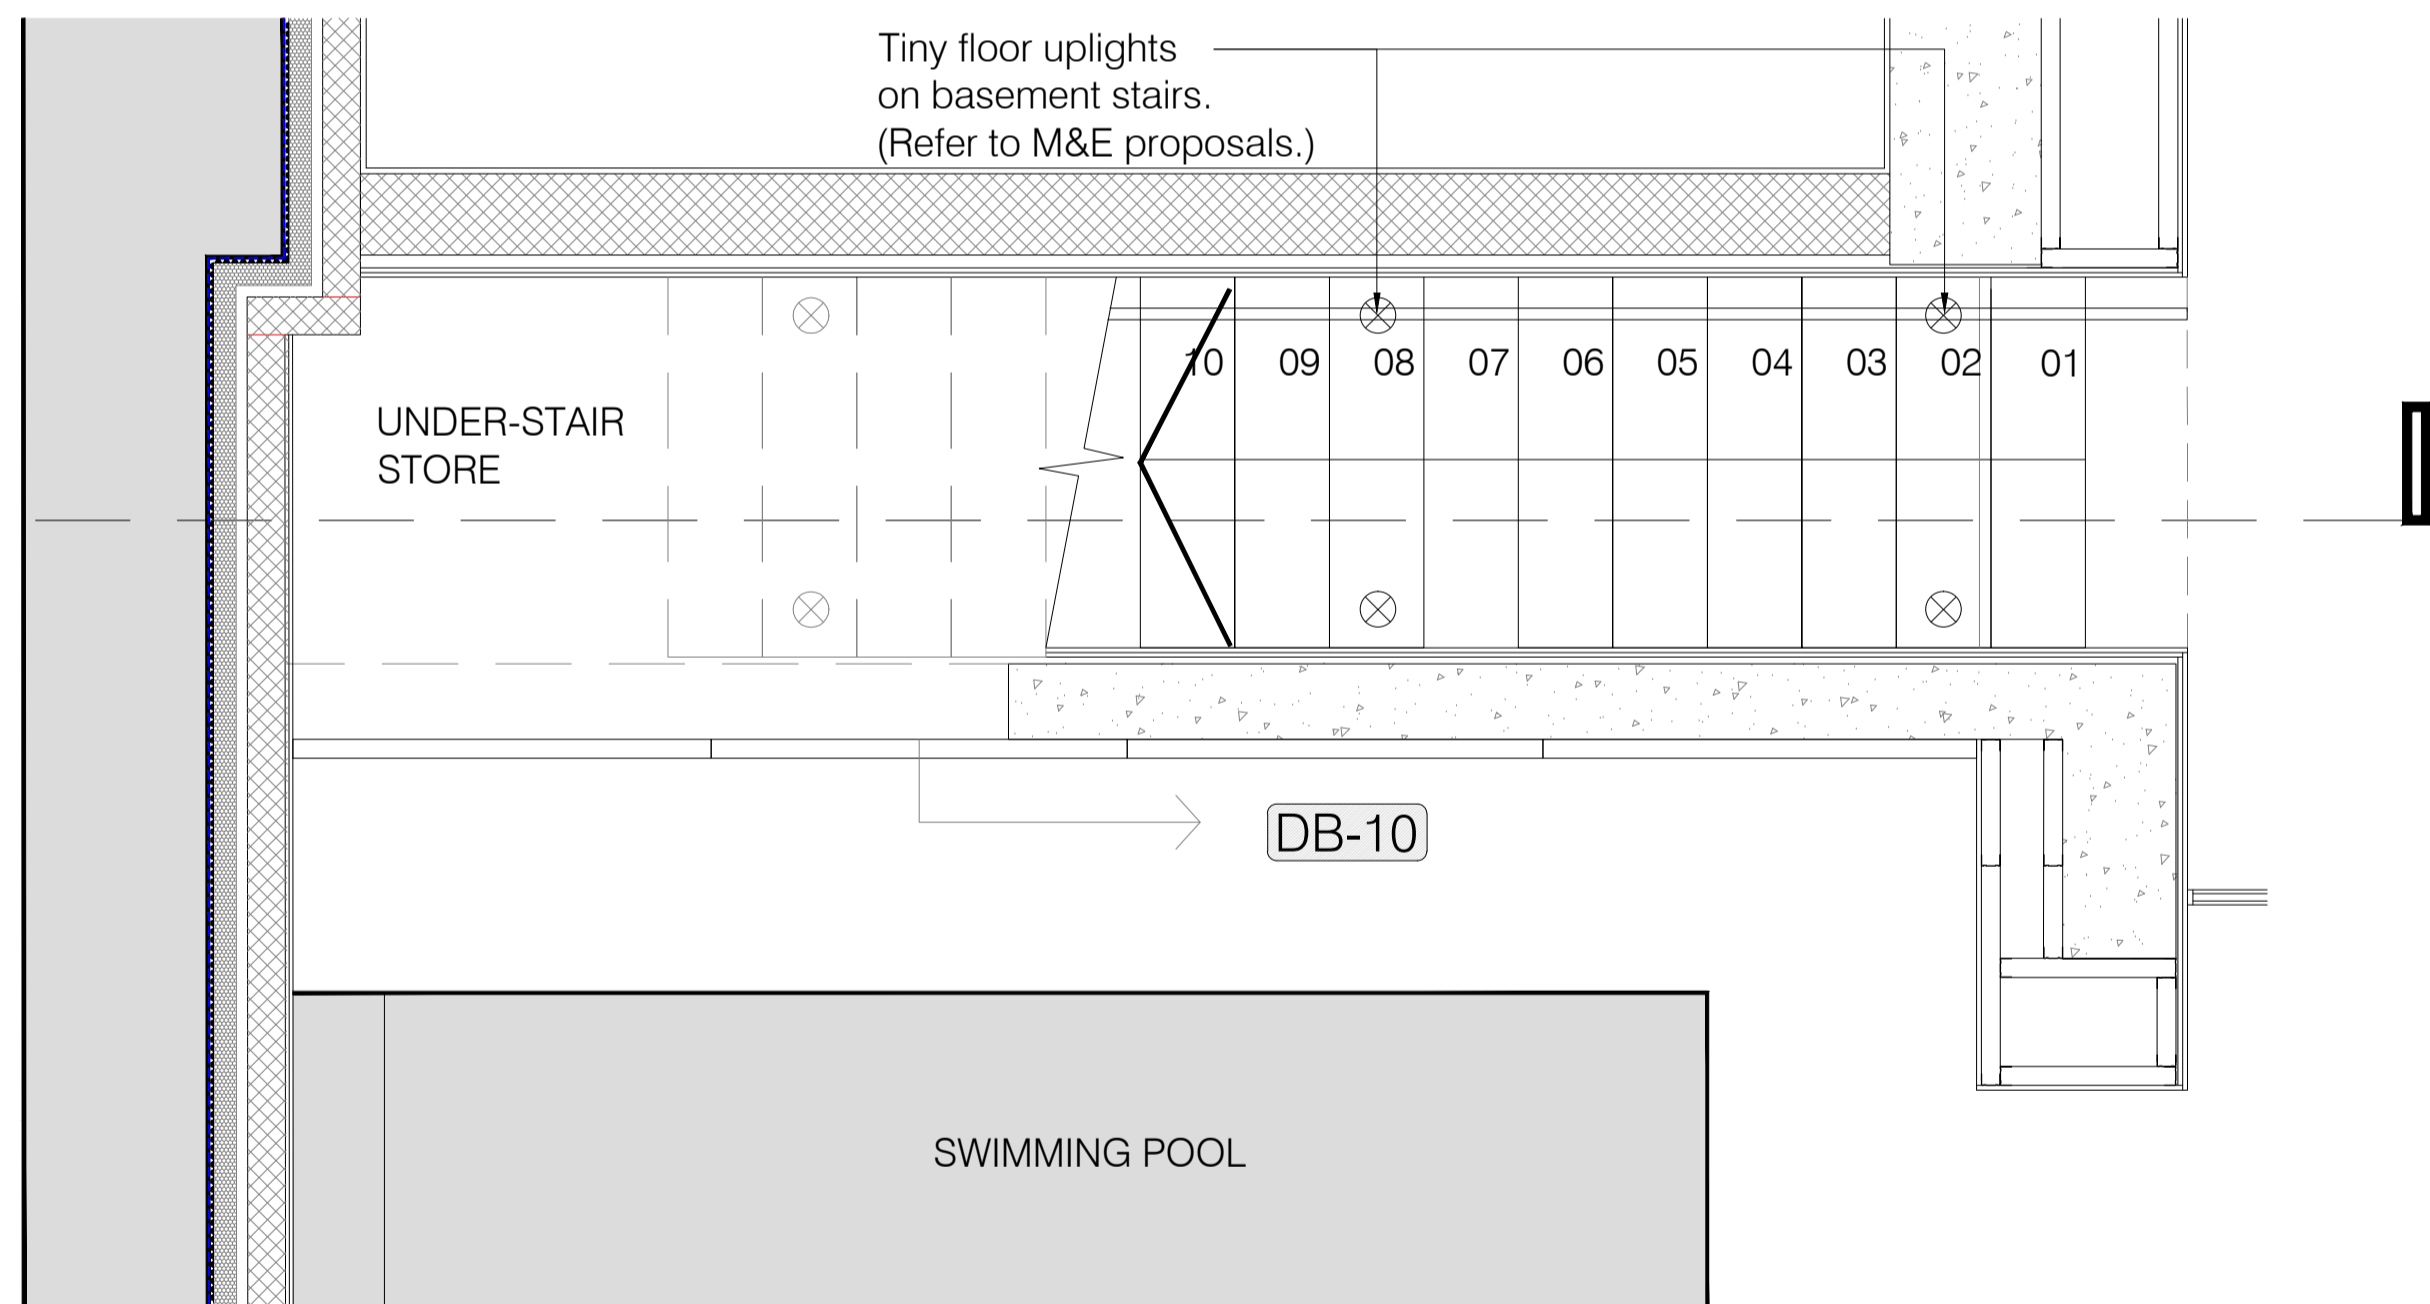 Tiny floor uplights
on basement stairs.
(Refer to M&E proposals.)
10 09 08 07 06 05 04 03 02 01
UNDER-STAIR
STORE
DB-10
SWIMMING POOL